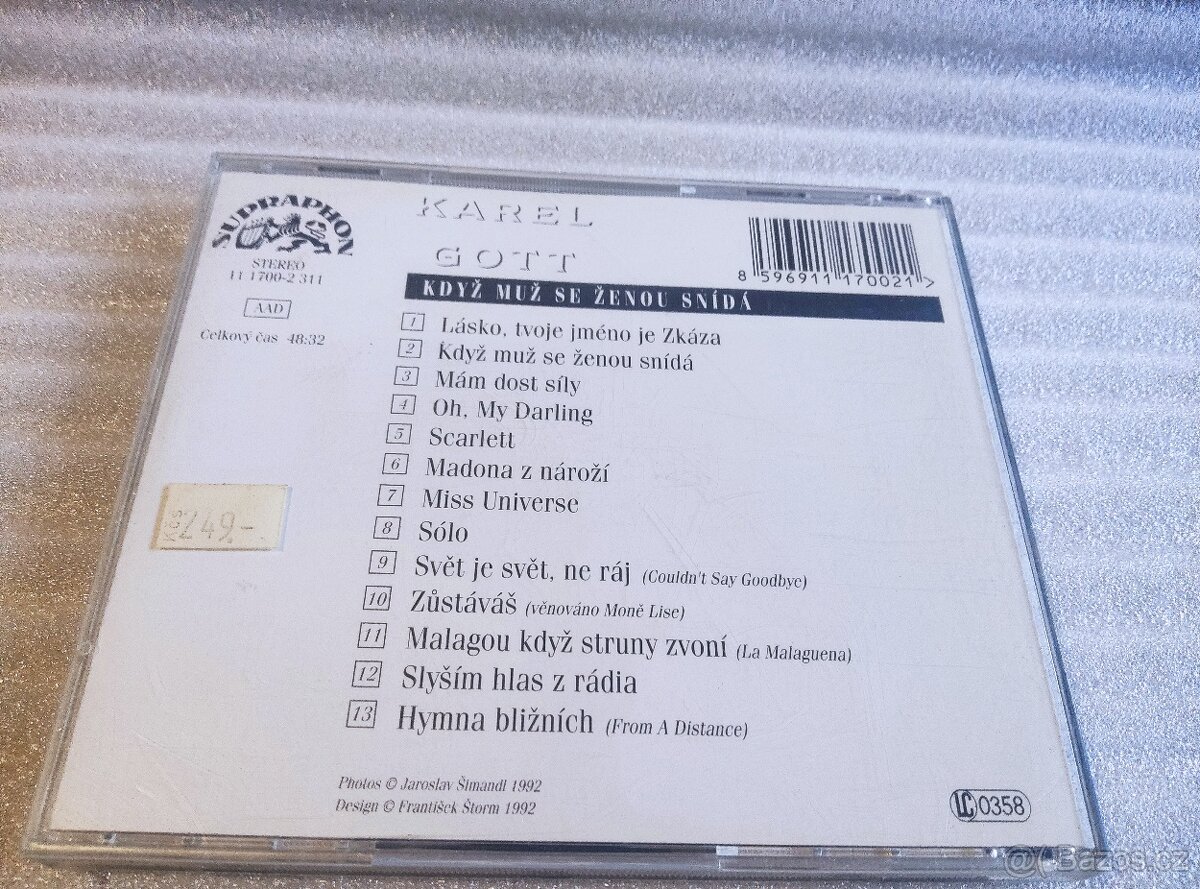 SUPRAPHON
STEREO
11 1700-2 311
AAD
Celkový čas 48:32
KAREL
GOTT
8 596911 170021 >
KDYŽ MUŽ SE ŽENOU SNÍDÁ
1 Lásko, tvoje jméno je Zkáza
2 Když muž se ženou snídá
3 Mám dost síly
4 Oh, My Darling
5 Scarlett
6 Madona z nároží
7 Miss Universe
8 Sólo
9 Svět je svět, ne ráj (Couldn't Say Goodbye)
10 Zůstáváš (věnováno Moně Lise)
11 Malagou když struny zvoní (La Malaguena)
12 Slyším hlas z rádia
13 Hymna bližních (From A Distance)
Kčs 249,-
Photos © Jaroslav Šimandl 1992
Design © František Štorm 1992
LC 0358
@ Bazos.cz